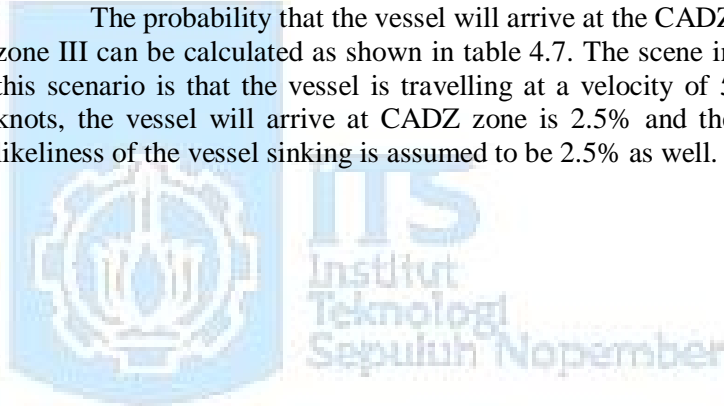 The probability that the vessel will arrive at the CADZ
zone III can be calculated as shown in table 4.7. The scene in
this scenario is that the vessel is travelling at a velocity of 5
knots, the vessel will arrive at CADZ zone is 2.5% and the
likeliness of the vessel sinking is assumed to be 2.5% as well.
ITS
Institut
Teknologi
Sepuluh Nopember